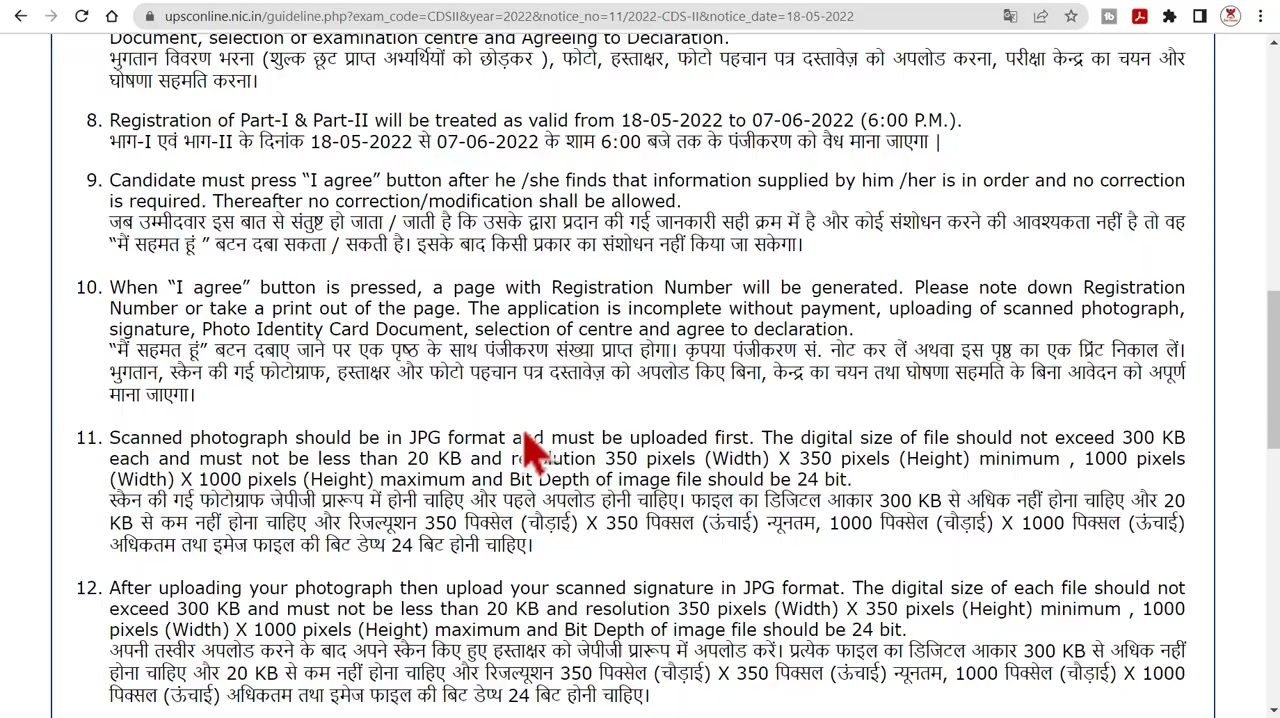 upsconline.nic.in/guideline.php?exam_code=CDSII&year=2022&notice_no=11/2022-CDS-II&notice_date=18-05-2022
Document, selection of examination centre and Agreeing to Declaration.
भुगतान विवरण भरना (शुल्क छूट प्राप्त अभ्यर्थियों को छोड़कर ), फोटो, हस्ताक्षर, फोटो पहचान पत्र दस्तावेज़ को अपलोड करना, परीक्षा केन्द्र का चयन और
घोषणा सहमति करना।
8. Registration of Part-I & Part-II will be treated as valid from 18-05-2022 to 07-06-2022 (6:00 P.M.).
भाग-I एवं भाग-II के दिनांक 18-05-2022 से 07-06-2022 के शाम 6:00 बजे तक के पंजीकरण को वैध माना जाएगा |
9. Candidate must press “I agree” button after he /she finds that information supplied by him /her is in order and no correction
is required. Thereafter no correction/modification shall be allowed.
जब उम्मीदवार इस बात से संतुष्ट हो जाता / जाती है कि उसके द्वारा प्रदान की गई जानकारी सही क्रम में है और कोई संशोधन करने की आवश्यकता नहीं है तो वह
“मैं सहमत हूं ” बटन दबा सकता / सकती है। इसके बाद किसी प्रकार का संशोधन नहीं किया जा सकेगा।
10. When “I agree” button is pressed, a page with Registration Number will be generated. Please note down Registration
Number or take a print out of the page. The application is incomplete without payment, uploading of scanned photograph,
signature, Photo Identity Card Document, selection of centre and agree to declaration.
“मैं सहमत हूं” बटन दबाए जाने पर एक पृष्ठ के साथ पंजीकरण संख्या प्राप्त होगा। कृपया पंजीकरण सं. नोट कर लें अथवा इस पृष्ठ का एक प्रिंट निकाल लें।
भुगतान, स्कैन की गई फोटोग्राफ, हस्ताक्षर और फोटो पहचान पत्र दस्तावेज़ को अपलोड किए बिना, केन्द्र का चयन तथा घोषणा सहमति के बिना आवेदन को अपूर्ण
माना जाएगा।
11. Scanned photograph should be in JPG format and must be uploaded first. The digital size of file should not exceed 300 KB
each and must not be less than 20 KB and resolution 350 pixels (Width) X 350 pixels (Height) minimum , 1000 pixels
(Width) X 1000 pixels (Height) maximum and Bit Depth of image file should be 24 bit.
स्कैन की गई फोटोग्राफ जेपीजी प्रारूप में होनी चाहिए और पहले अपलोड होनी चाहिए। फाइल का डिजिटल आकार 300 KB से अधिक नहीं होना चाहिए और 20
KB से कम नहीं होना चाहिए और रिजल्यूशन 350 पिक्सेल (चौड़ाई) X 350 पिक्सल (ऊंचाई) न्यूनतम, 1000 पिक्सेल (चौड़ाई) X 1000 पिक्सल (ऊंचाई)
अधिकतम तथा इमेज फाइल की बिट डेप्थ 24 बिट होनी चाहिए।
12. After uploading your photograph then upload your scanned signature in JPG format. The digital size of each file should not
exceed 300 KB and must not be less than 20 KB and resolution 350 pixels (Width) X 350 pixels (Height) minimum , 1000
pixels (Width) X 1000 pixels (Height) maximum and Bit Depth of image file should be 24 bit.
अपनी तस्वीर अपलोड करने के बाद अपने स्कैन किए हुए हस्ताक्षर को जेपीजी प्रारूप में अपलोड करें। प्रत्येक फाइल का डिजिटल आकार 300 KB से अधिक नहीं
होना चाहिए और 20 KB से कम नहीं होना चाहिए और रिजल्यूशन 350 पिक्सेल (चौड़ाई) X 350 पिक्सल (ऊंचाई) न्यूनतम, 1000 पिक्सेल (चौड़ाई) X 1000
पिक्सल (ऊंचाई) अधिकतम तथा इमेज फाइल की बिट डेप्थ 24 बिट होनी चाहिए।